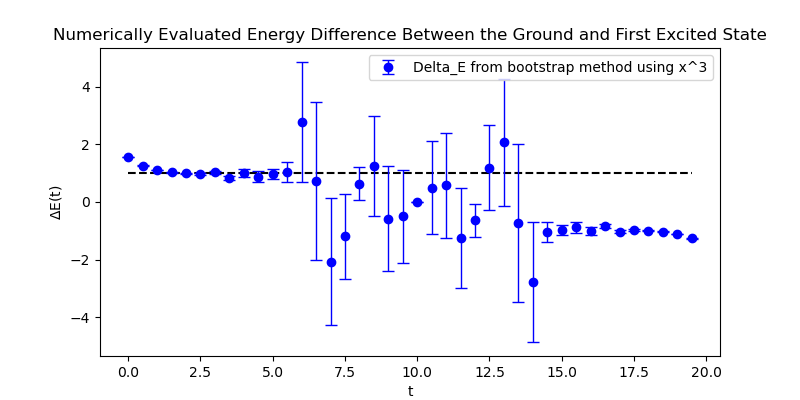 Numerically Evaluated Energy Difference Between the Ground and First Excited State
Delta_E from bootstrap method using x^3
4
2
0
−2
−4
ΔE(t)
0.0 2.5 5.0 7.5 10.0 12.5 15.0 17.5 20.0
t